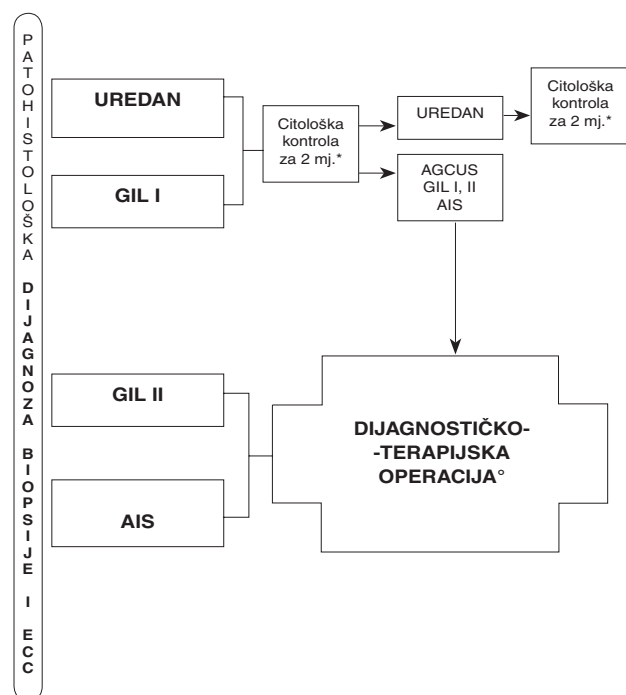 PATOHISTOLOŠKA DIJAGNOZA BIOPSIJE I ECC
UREDAN
GIL I
Citološka
kontrola
za 2 mj.*
UREDAN
Citološka
kontrola
za 2 mj.*
AGCUS
GIL I, II
AIS
GIL II
AIS
DIJAGNOSTIČKO-
-TERAPIJSKA
OPERACIJA°